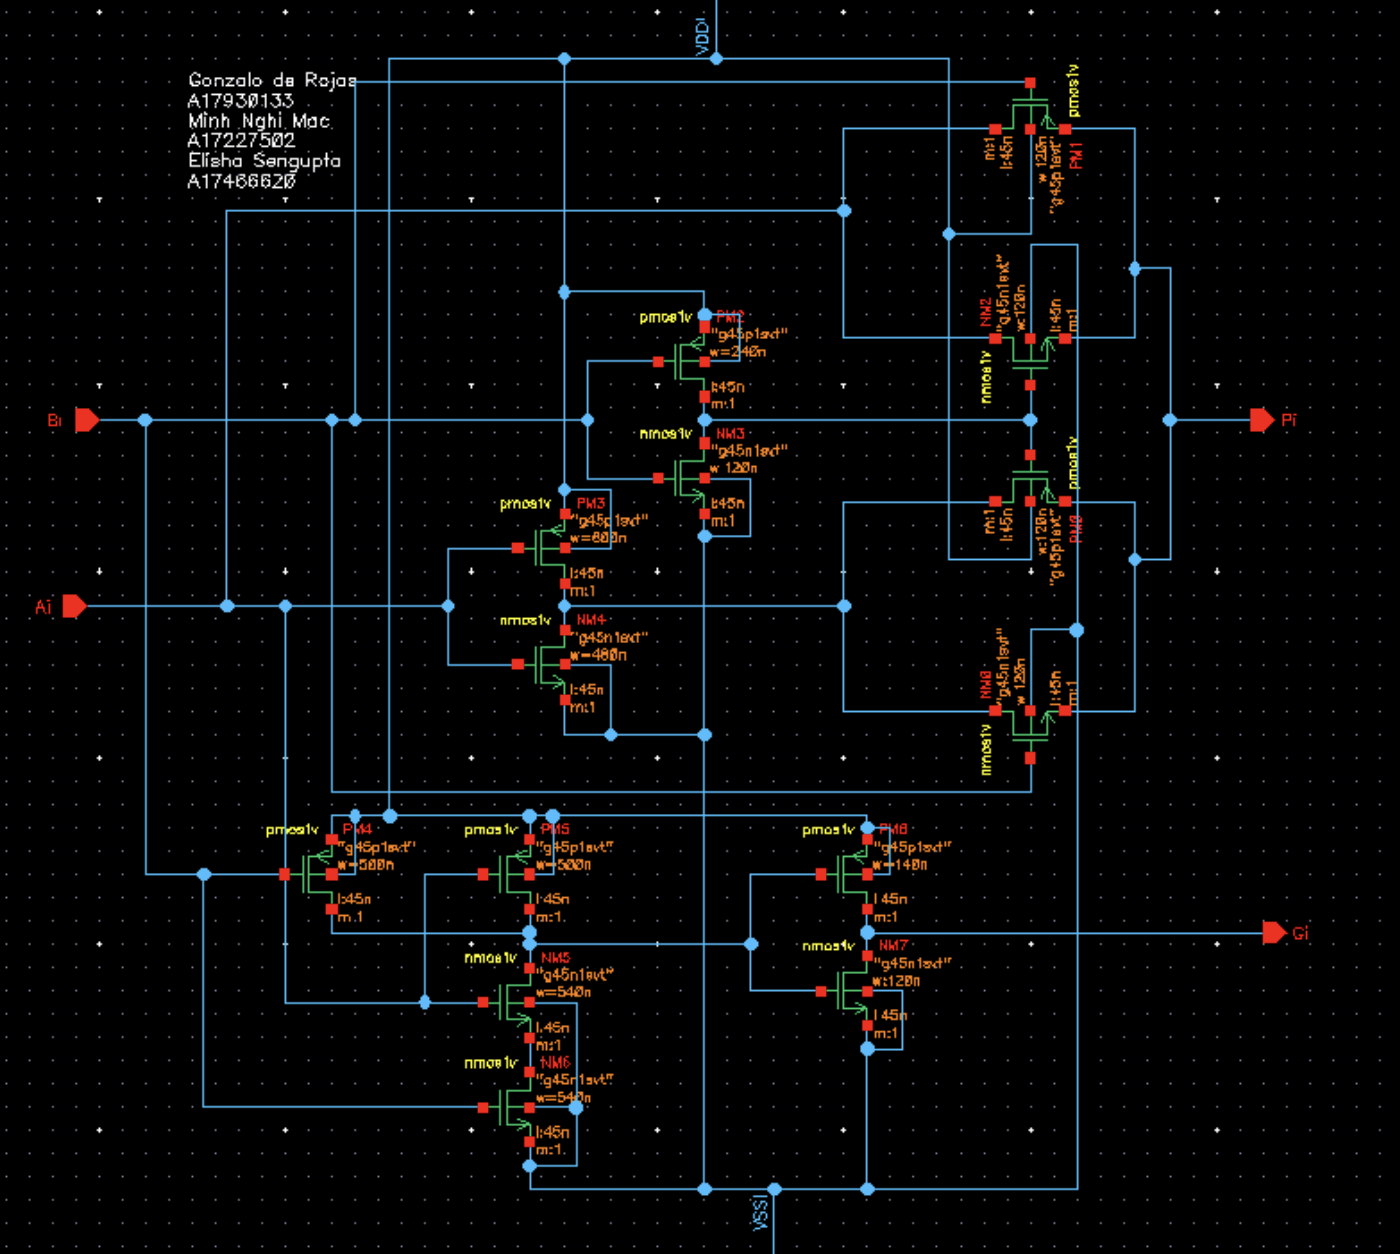 VDD!
Gonzalo de Rojas
A17930133
Minh Nghi Mac
A17227502
Elisha Sengupta
A17466620
pmos1v
PM1
m:1
l:45n
w:120n
"g45p1svt"
NM2
"g45n1svt"
w:120n
l:45n
m:1
nmos1v
pmos1v
PM2
"g45p1svt"
w=240n
l:45n
m:1
Bi
Pi
nmos1v
NM3
"g45n1svt"
w:120n
l:45n
m:1
pmos1v
m:1
l:45n
w:120n
"g45p1svt"
PM0
pmos1v
PM3
"g45p1svt"
l:45n
m:1
Ai
nmos1v
NM4
"g45n1svt"
w=480n
l:45n
m:1
NM0
"g45n1svt"
w:120n
l:45n
m:1
nmos1v
pmos1v
PM4
"g45p1svt"
w=500n
l:45n
m:1
pmos1v
PM5
"g45p1svt"
w=500n
l:45n
m:1
pmos1v
"g45p1svt"
w=140n
l:45n
m:1
Gi
nmos1v
NM5
"g45n1svt"
w=540n
l:45n
m:1
nmos1v
NM7
"g45n1svt"
w:120n
l:45n
m:1
nmos1v
NM6
"g45n1svt"
w=540n
l:45n
m:1
VSS!